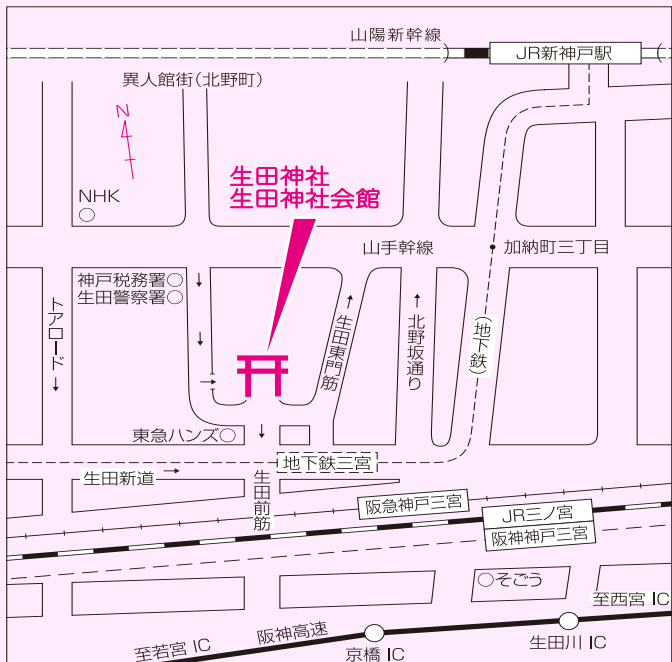 山陽新幹線
JR新神戸駅
異人館街(北野町)
N
生田神社
生田神社会館
NHK
山手幹線
加納町三丁目
神戸税務署
生田警察署
トアロード
生田東門筋
北野坂通り
(地下鉄)
東急ハンズ
地下鉄三宮
生田新道
生田前筋
阪急神戸三宮
JR三ノ宮
阪神神戸三宮
そごう
至西宮 IC
至若宮 IC
阪神高速
京橋 IC
生田川 IC